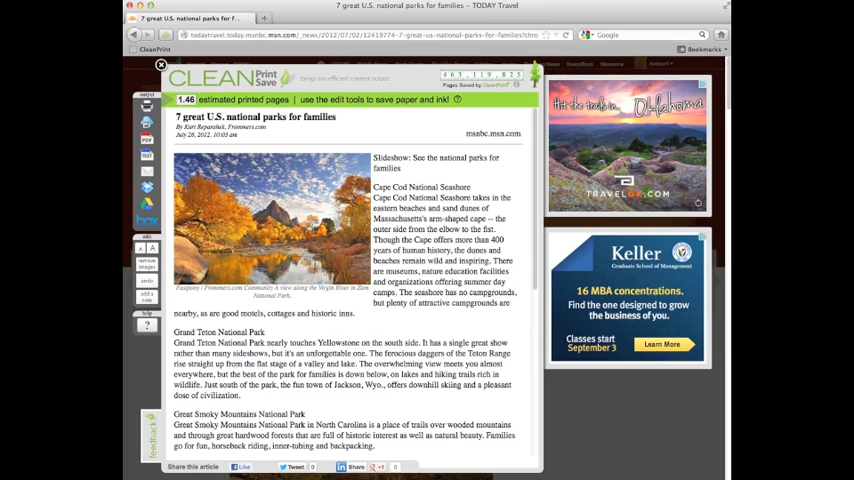 7 great U.S. national parks for families – TODAY Travel
7 great U.S. national parks for f...
todaytravel.today.msnbc.msn.com/_news/2012/07/02/12419774-7-great-us-national-parks-for-families?chro
Google
CleanPrint
Bookmarks
CLEAN Print Save
brings you efficient content output
463,119,825
Pages Saved by CleanPrint
1.46 estimated printed pages | use the edit tools to save paper and ink!
output
PDF
TEXT
box
edit
A A
remove images
undo
add a note
help
?
feedback
7 great U.S. national parks for families
By Kurt Repanshek, Frommers.com
July 26, 2012, 10:03 am
msnbc.msn.com
Slideshow: See the national parks for
families
Cape Cod National Seashore
Cape Cod National Seashore takes in the
eastern beaches and sand dunes of
Massachusetts's arm-shaped cape -- the
outer side from the elbow to the fist.
Though the Cape offers more than 400
years of human history, the dunes and
beaches remain wild and inspiring. There
are museums, nature education facilities
and organizations offering summer day
camps. The seashore has no campgrounds,
but plenty of attractive campgrounds are
nearby, as are good motels, cottages and historic inns.
Fastpony / Frommers.com Community A view along the Virgin River in Zion
National Park.
Grand Teton National Park
Grand Teton National Park nearly touches Yellowstone on the south side. It has a single great show
rather than many sideshows, but it's an unforgettable one. The ferocious daggers of the Teton Range
rise straight up from the flat stage of a valley and lake. The overwhelming view meets you almost
everywhere, but the best of the park for families is down below, on lakes and hiking trails rich in
wildlife. Just south of the park, the fun town of Jackson, Wyo., offers downhill skiing and a pleasant
dose of civilization.
Great Smoky Mountains National Park
Great Smoky Mountains National Park in North Carolina is a place of trails over wooded mountains
and through great hardwood forests that are full of historic interest as well as natural beauty. Families
go for fun, horseback riding, inner-tubing and backpacking.
Share this article
Like
Tweet 0
in Share
+1 0
Hit the trails in... Oklahoma
TRAVELOK.COM
Keller
Graduate School of Management
16 MBA concentrations.
Find the one designed to grow
the business of you.
Classes start
September 3
Learn More